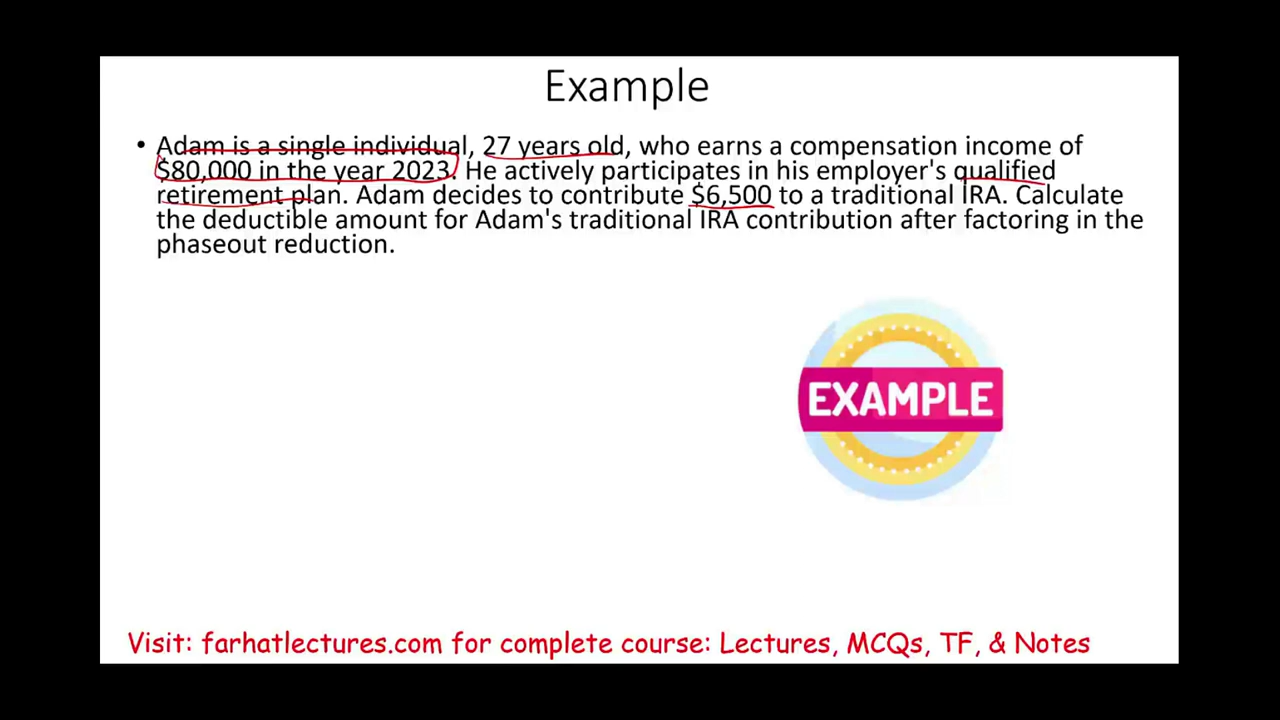 Example
• Adam is a single individual, 27 years old, who earns a compensation income of
$80,000 in the year 2023. He actively participates in his employer's qualified
retirement plan. Adam decides to contribute $6,500 to a traditional IRA. Calculate
the deductible amount for Adam's traditional IRA contribution after factoring in the
phaseout reduction.
EXAMPLE
Visit: farhatlectures.com for complete course: Lectures, MCQs, TF, & Notes